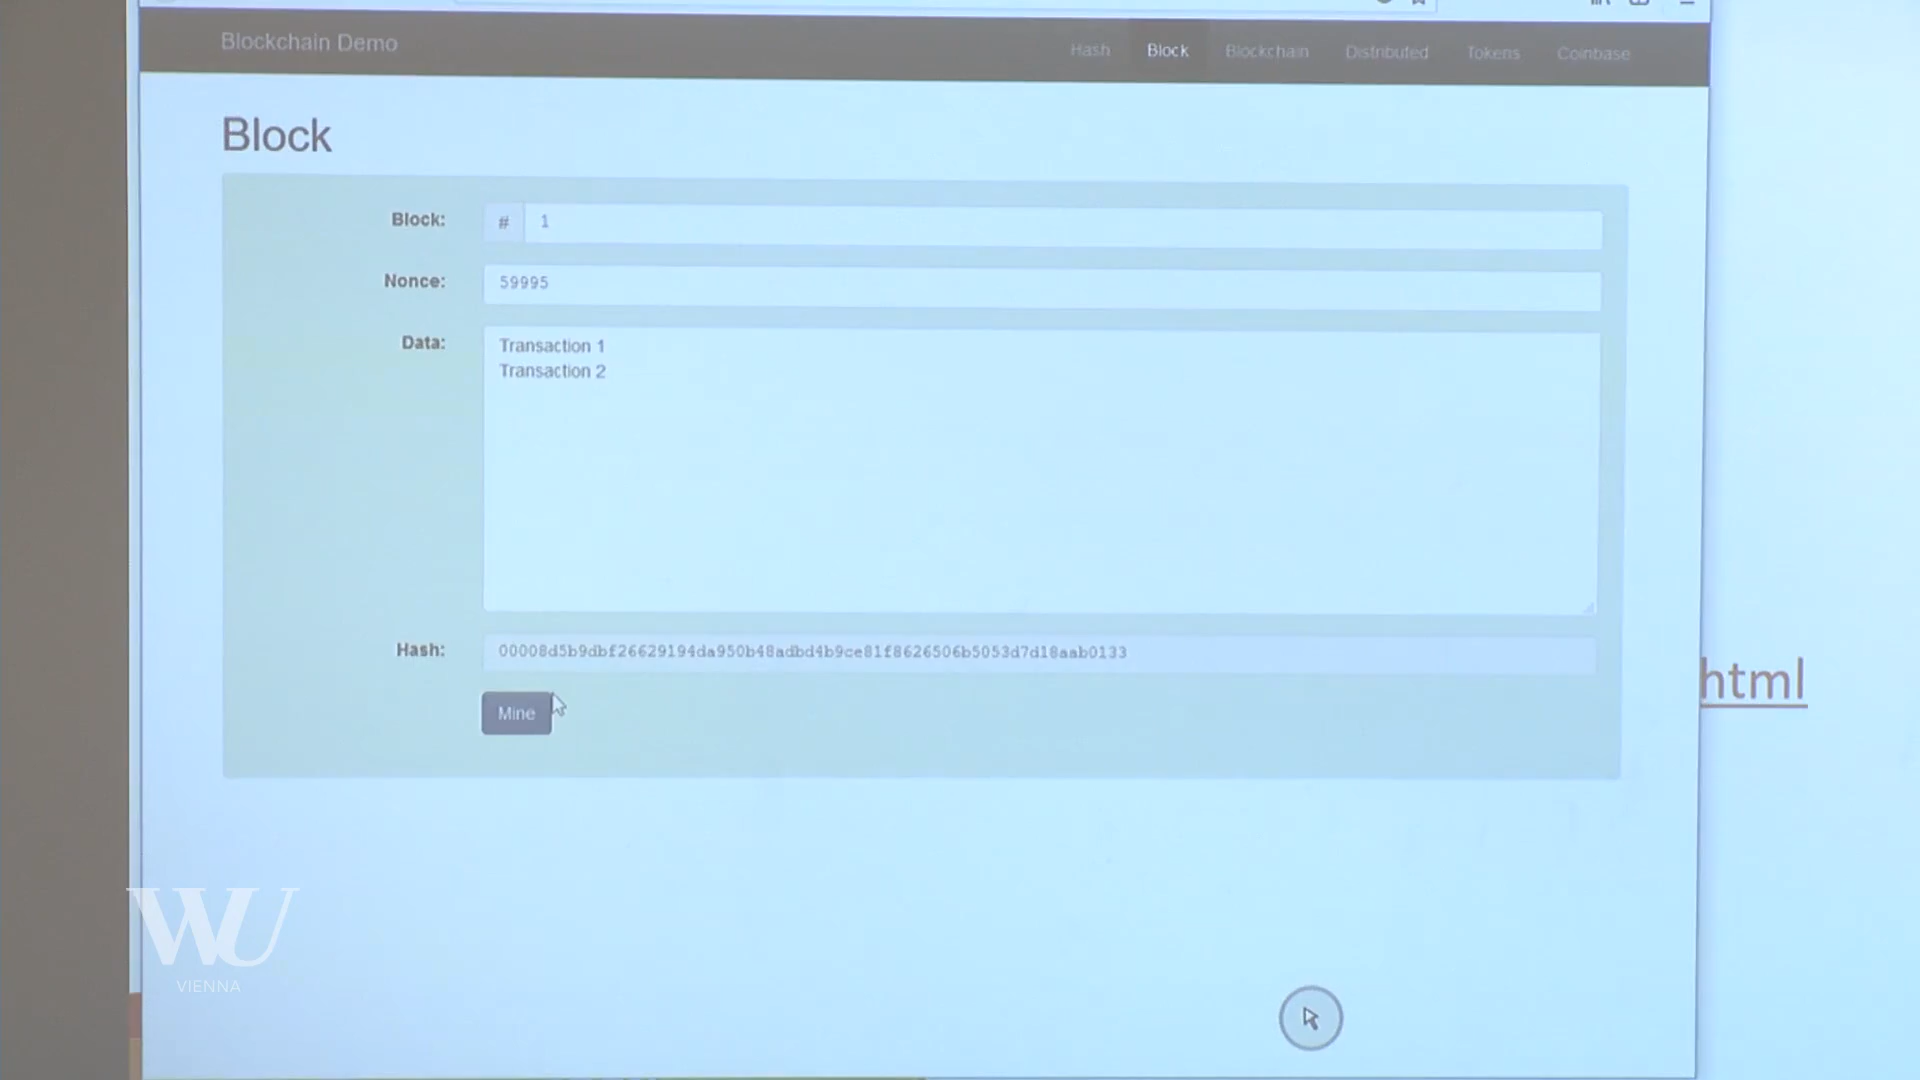 Blockchain Demo
Hash
Block
Blockchain
Distributed
Tokens
Coinbase
Block
Block:
# 1
Nonce:
59995
Data:
Transaction 1
Transaction 2
Hash:
00008d5b9dbf26629194da950b48adbd4b9ce81f8626506b5053d7d18aab0133
Mine
html
WU
VIENNA